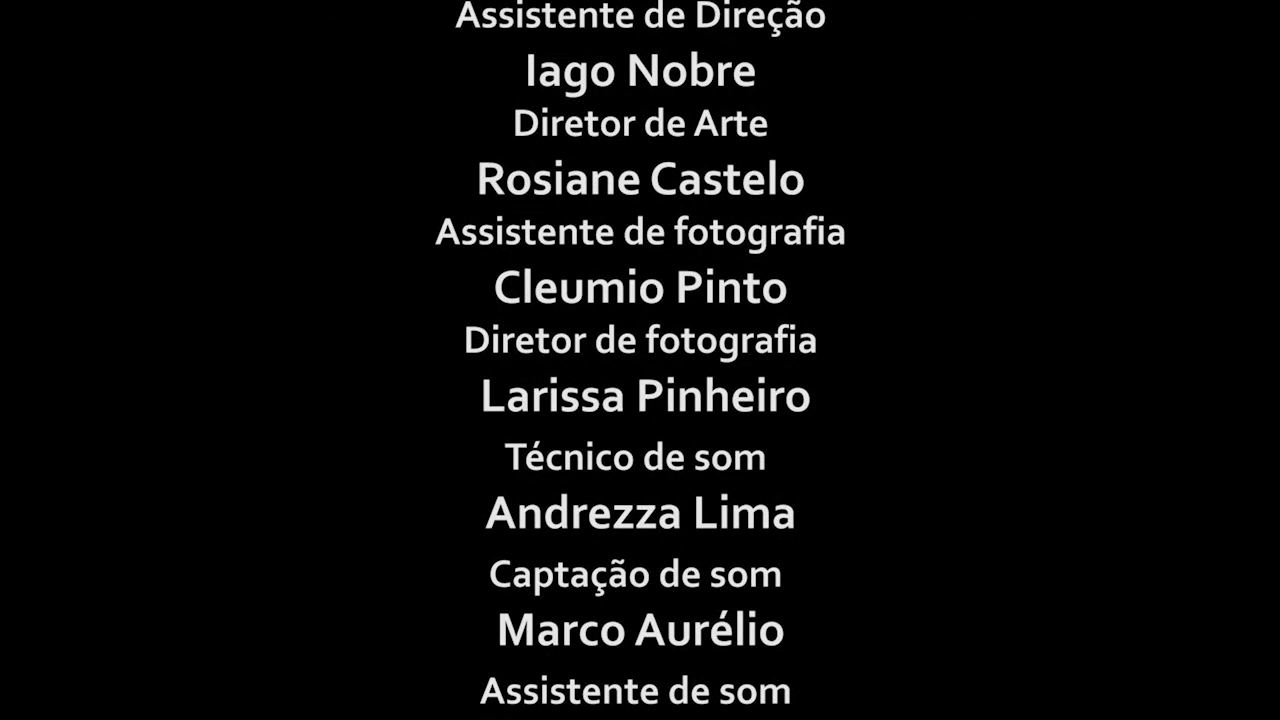 Assistente de Direção
Iago Nobre
Diretor de Arte
Rosiane Castelo
Assistente de fotografia
Cleumio Pinto
Diretor de fotografia
Larissa Pinheiro
Técnico de som
Andrezza Lima
Captação de som
Marco Aurélio
Assistente de som